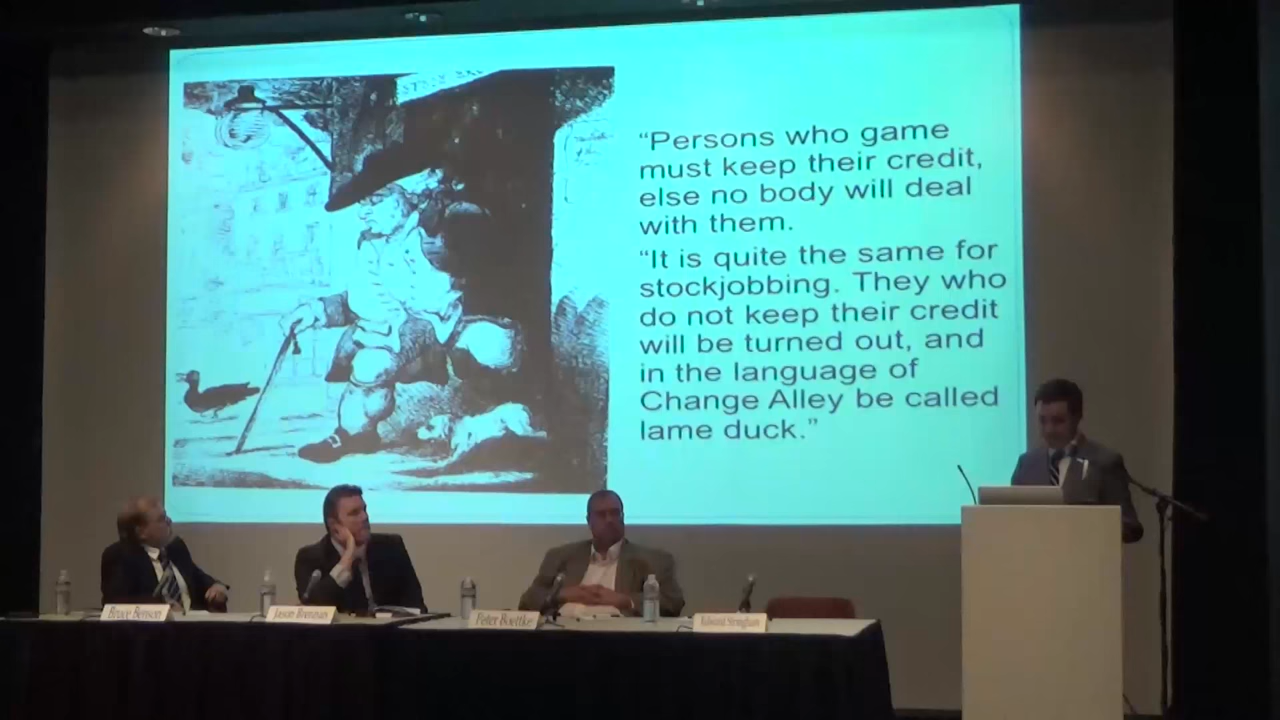 “Persons who game
must keep their credit,
else no body will deal
with them.
“It is quite the same for
stockjobbing. They who
do not keep their credit
will be turned out, and
in the language of
Change Alley be called
lame duck.”
Bruce Benson
Jason Brennan
Peter Boettke
Edward Stringham